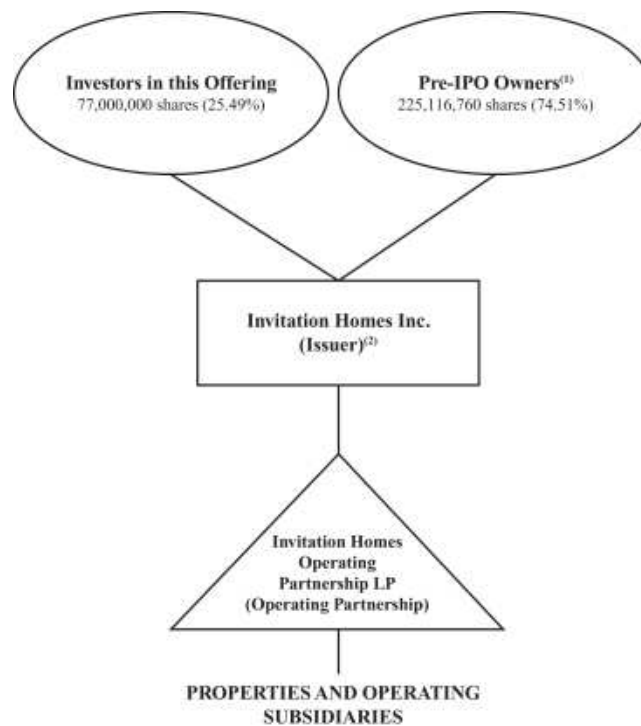 Investors in this Offering
77,000,000 shares (25.49%)
Pre-IPO Owners(1)
225,116,760 shares (74.51%)
Invitation Homes Inc.
(Issuer)(2)
Invitation Homes
Operating
Partnership LP
(Operating Partnership)
PROPERTIES AND OPERATING
SUBSIDIARIES